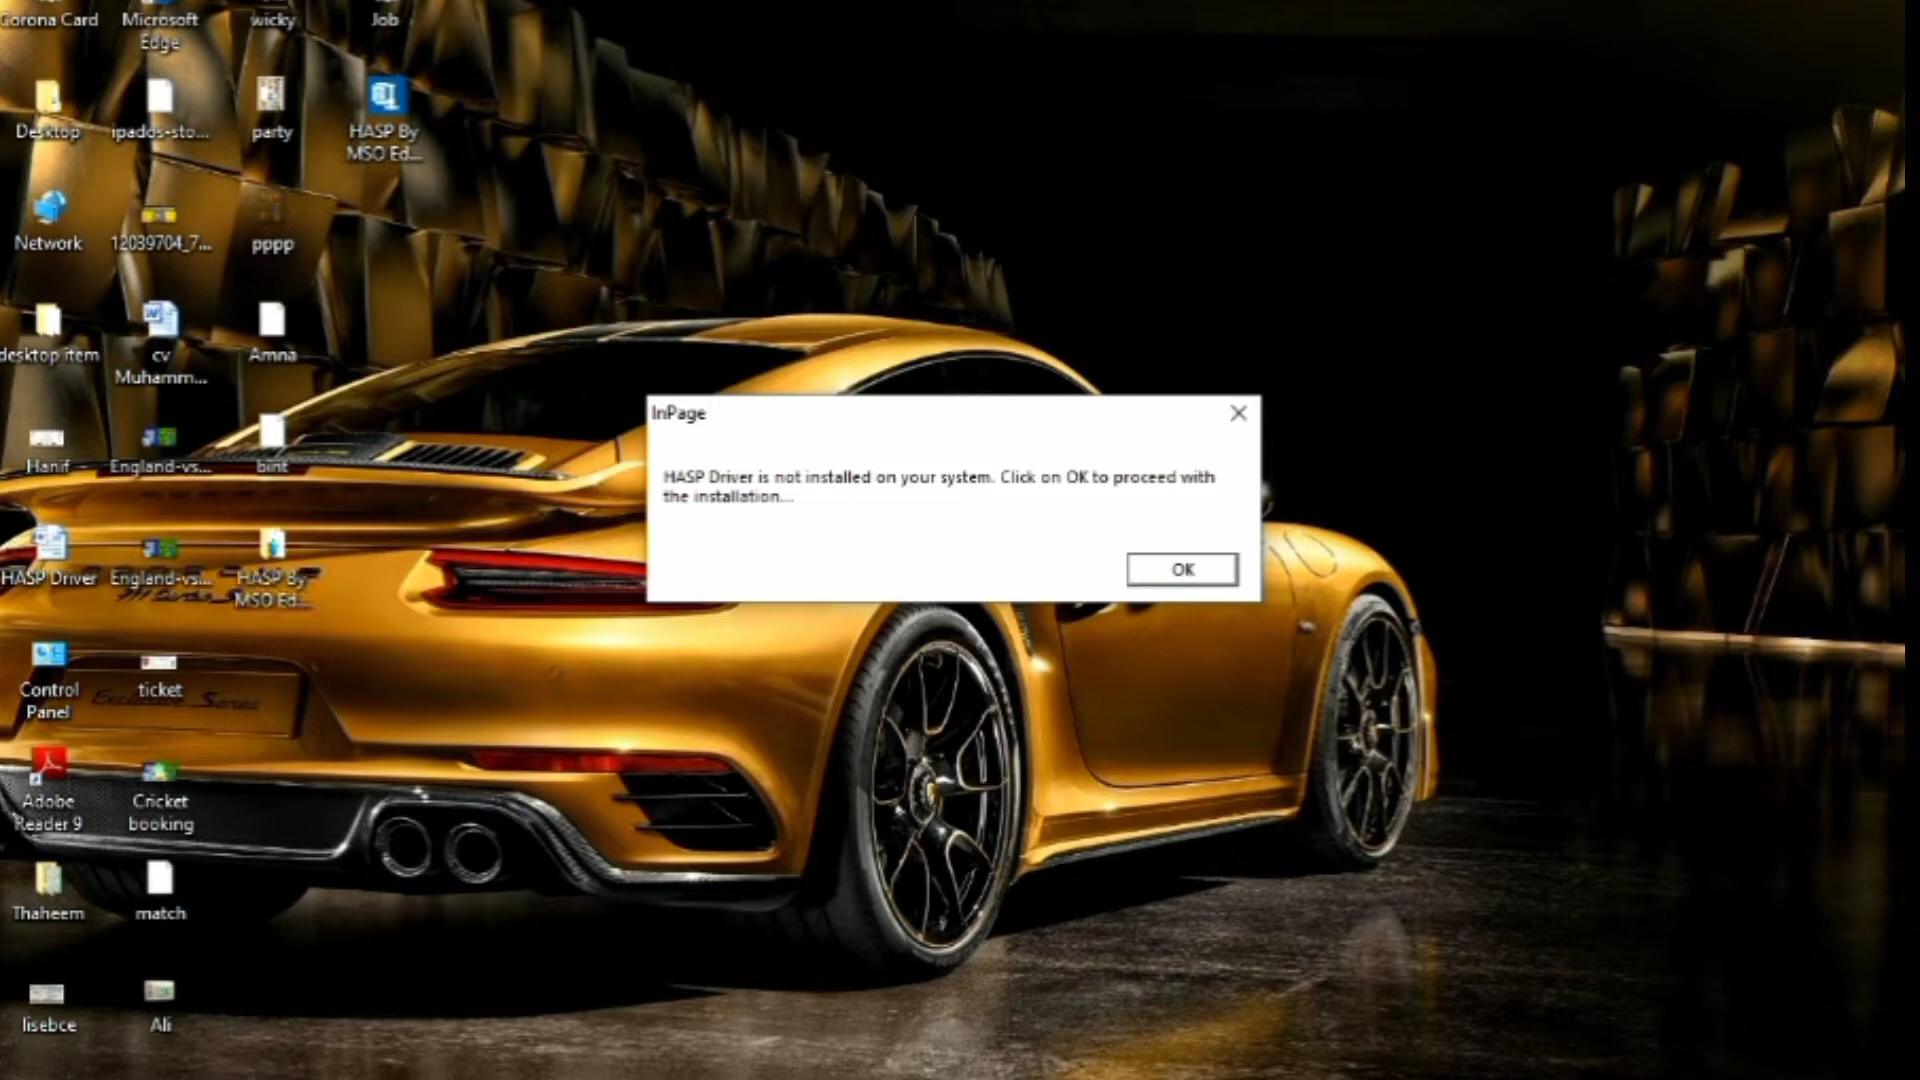 Corona Card
Microsoft
Edge
wicky
Job
Desktop
ipados-sto...
party
HASP By
MSO Ed...
Network
12039704_7...
pppp
desktop item
cv
Muhamm...
Amna
Hanif
England-vs...
bint
HASP Driver
England-vs...
HASP By
MSO Ed...
Control
Panel
ticket
Adobe
Reader 9
Cricket
booking
Thaheem
match
lisebce
Ali
InPage
HASP Driver is not installed on your system. Click on OK to proceed with
the installation...
OK
Exclusive Series